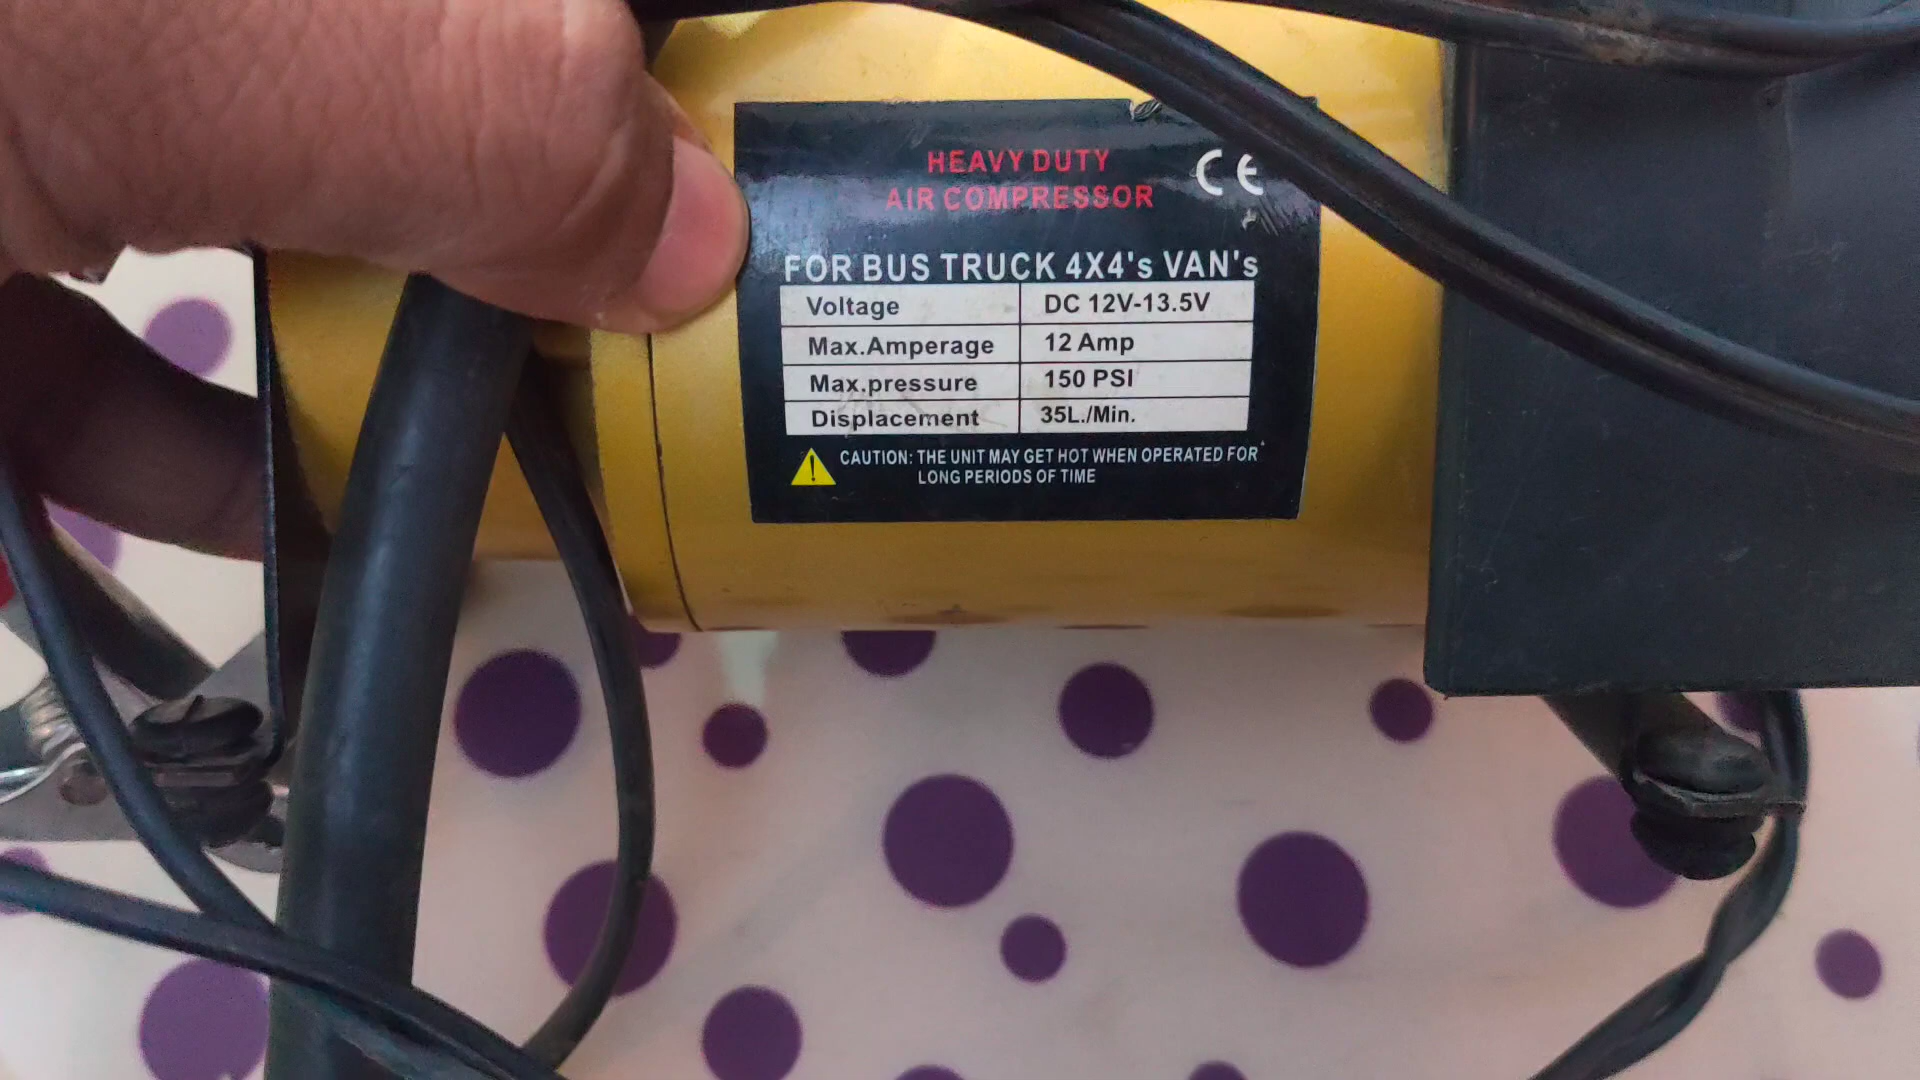 HEAVY DUTY
AIR COMPRESSOR
CE
FOR BUS TRUCK 4X4's VAN's
Voltage DC 12V-13.5V
Max.Amperage 12 Amp
Max.pressure 150 PSI
Displacement 35L./Min.
CAUTION: THE UNIT MAY GET HOT WHEN OPERATED FOR
LONG PERIODS OF TIME